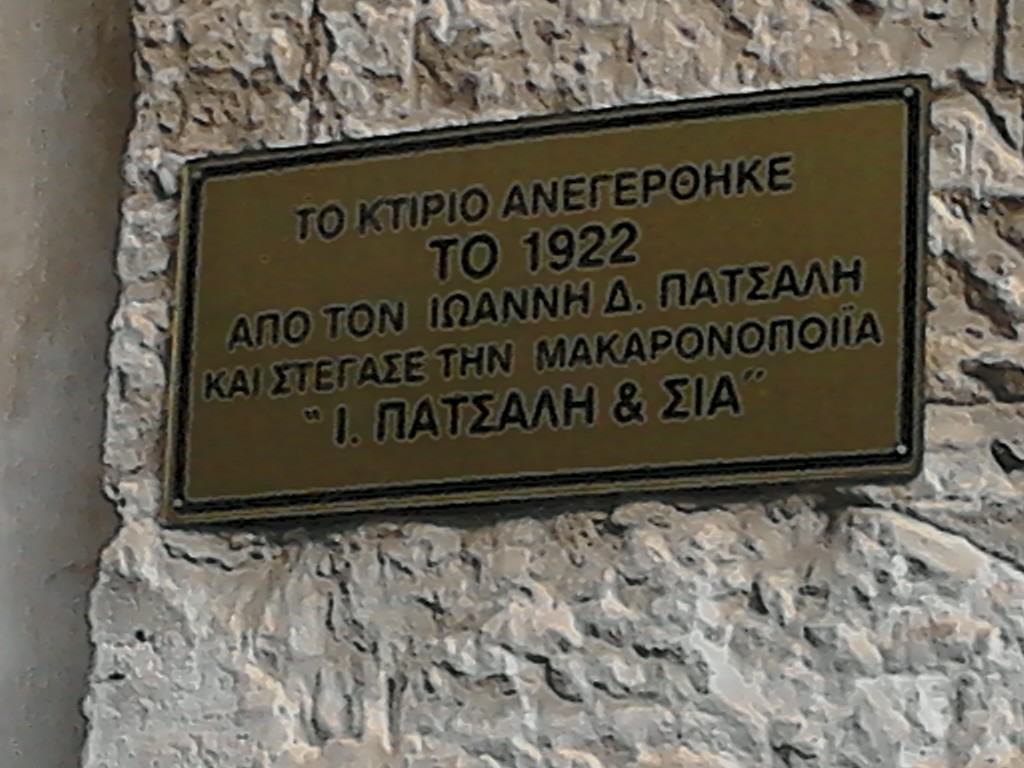 ΤΟ ΚΤΙΡΙΟ ΑΝΕΓΕΡΘΗΚΕ
ΤΟ 1922
ΑΠΟ ΤΟΝ ΙΩΑΝΝΗ Δ. ΠΑΤΣΑΛΗ
ΚΑΙ ΣΤΕΓΑΣΕ ΤΗΝ ΜΑΚΑΡΟΝΟΠΟΙΪΑ
"Ι. ΠΑΤΣΑΛΗ & ΣΙΑ"